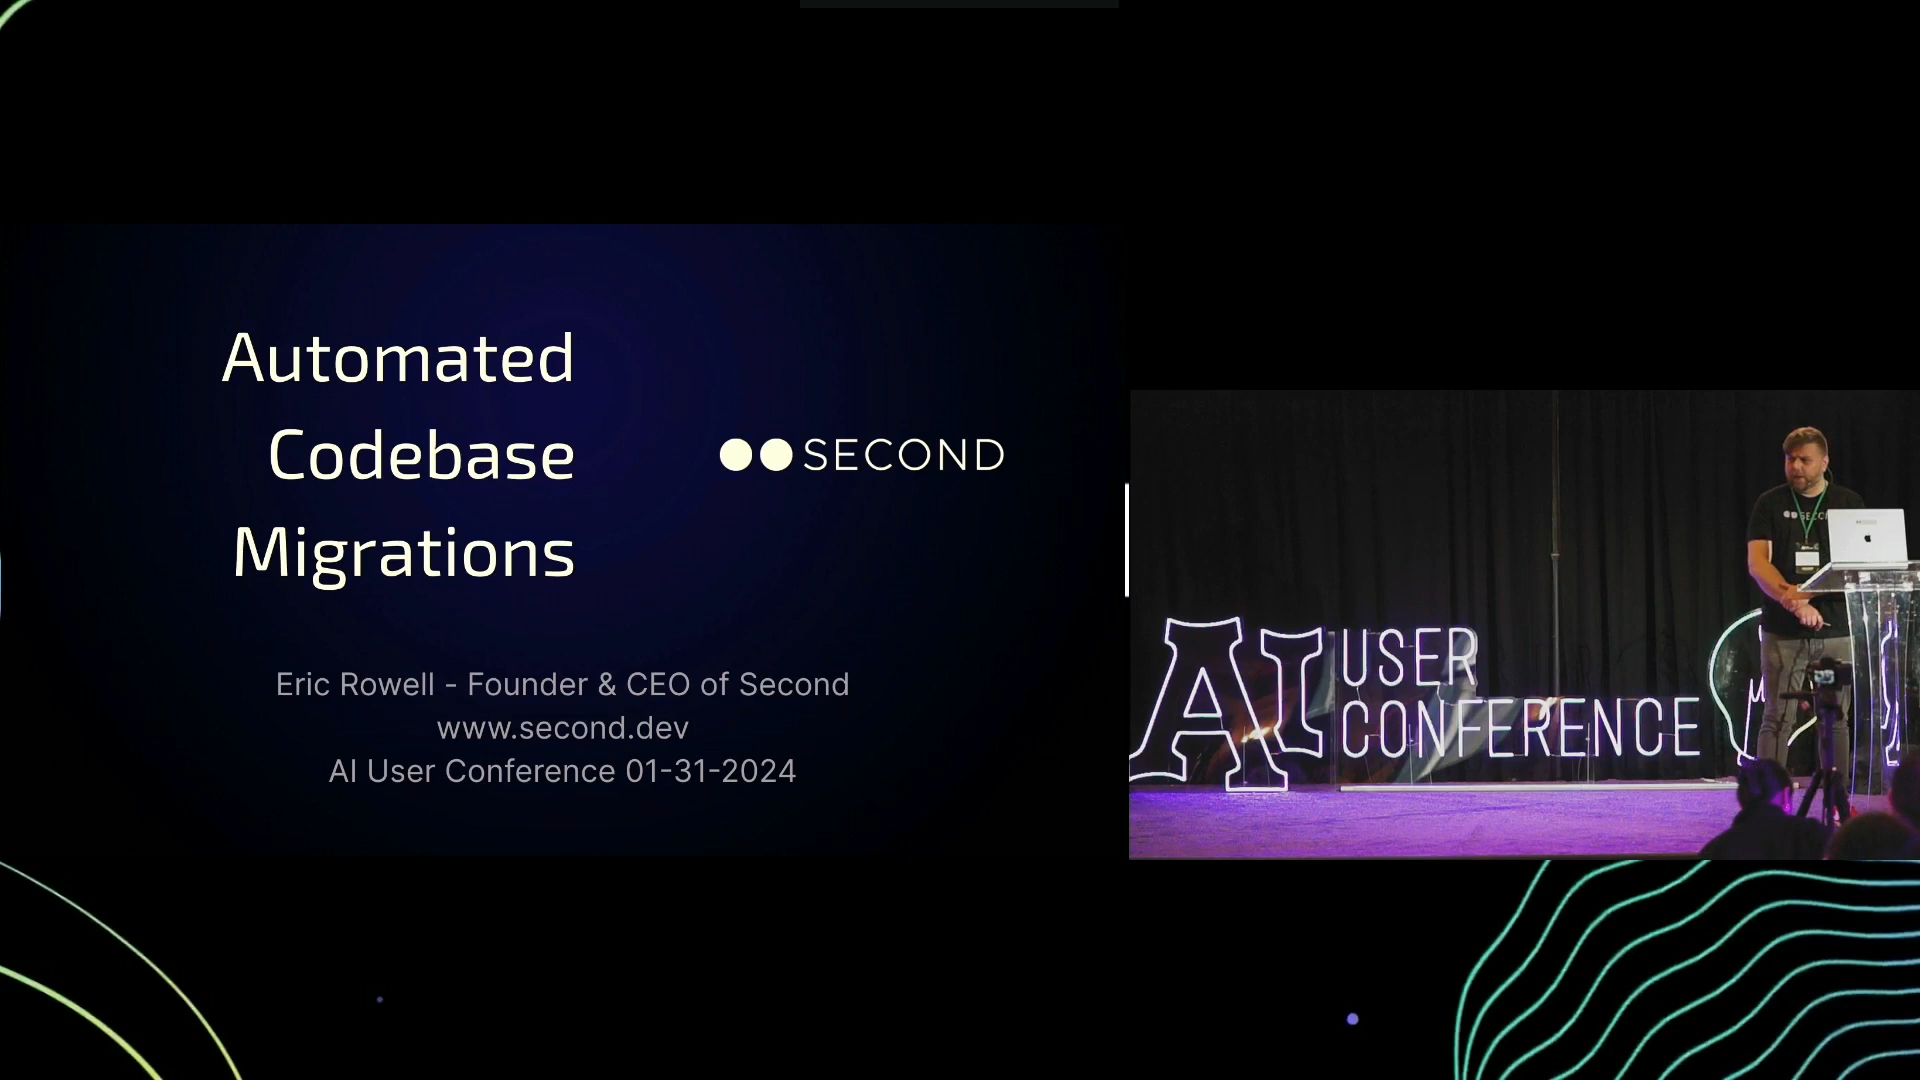 Automated
Codebase
Migrations
SECOND
Eric Rowell - Founder & CEO of Second
www.second.dev
AI User Conference 01-31-2024
AI USER
CONFERENCE